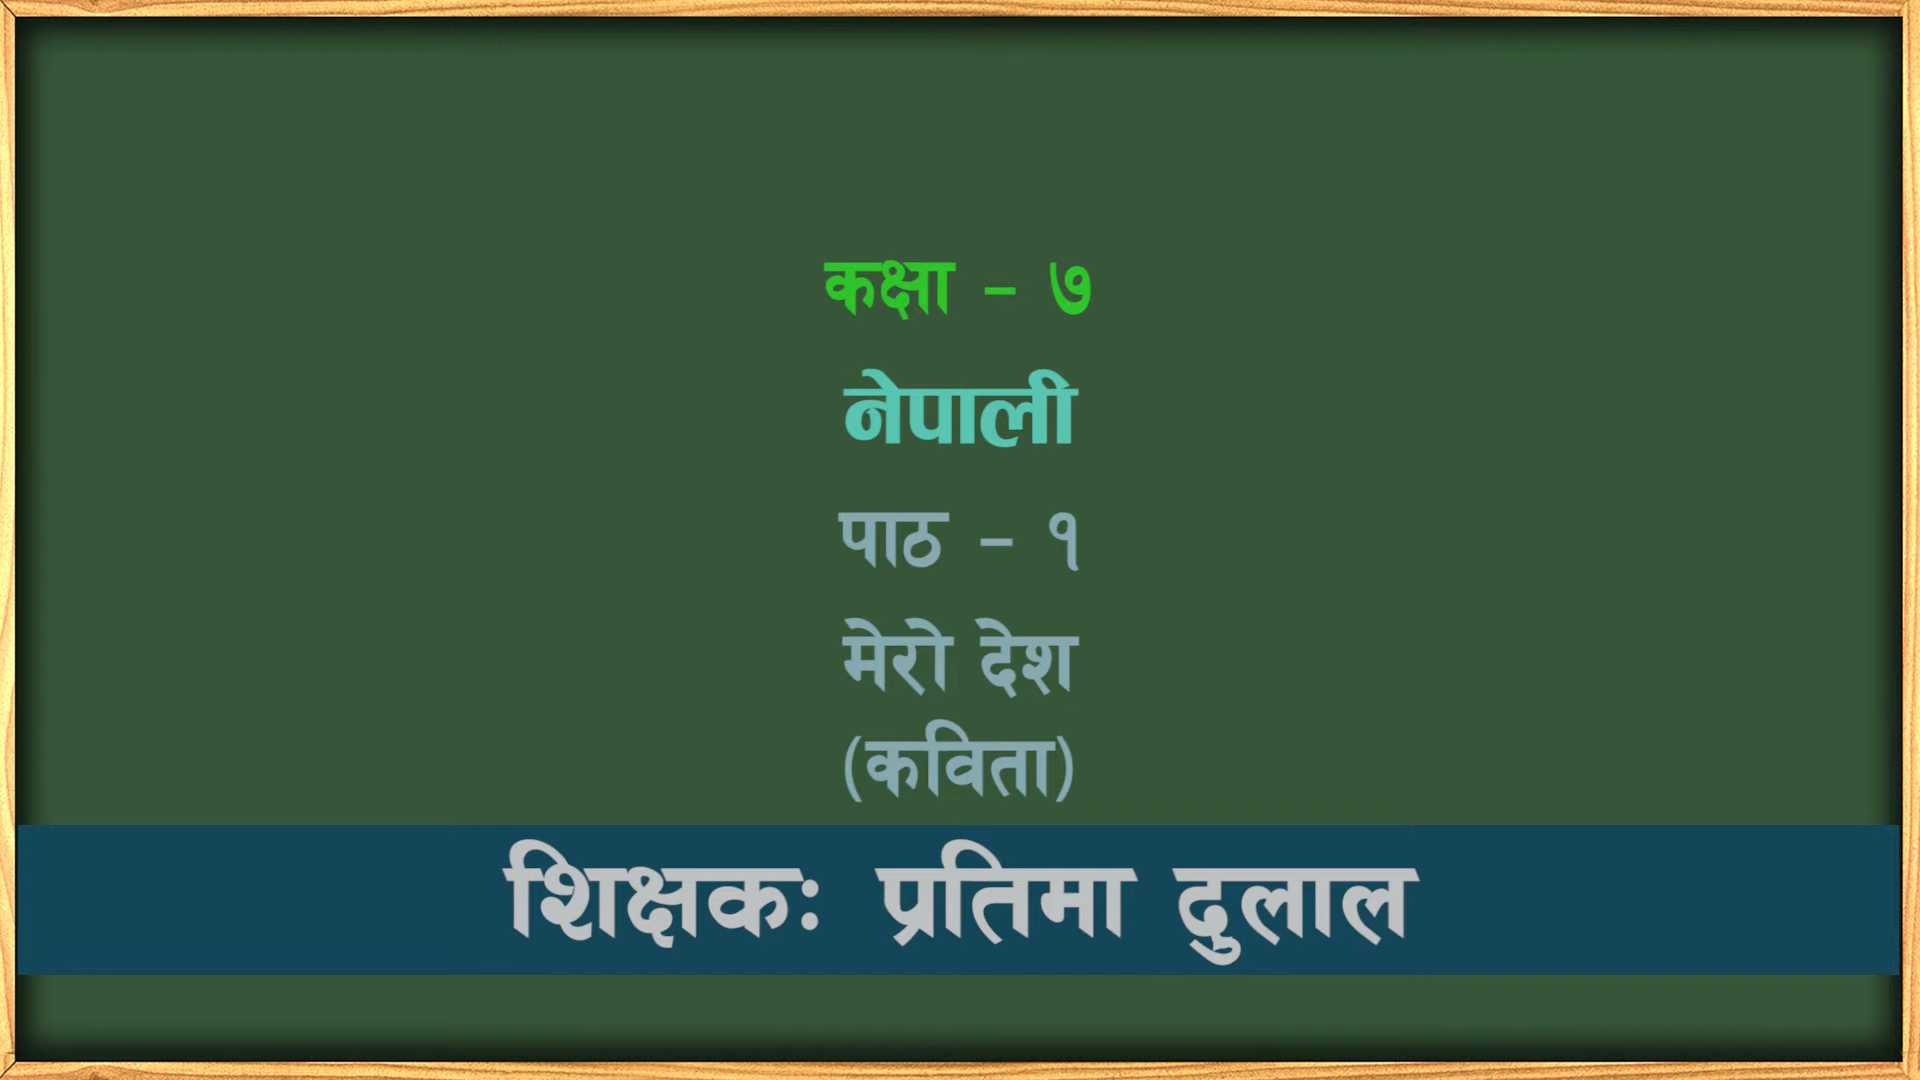 कक्षा - ७
नेपाली
पाठ - १
मेरो देश
(कविता)
शिक्षकः प्रतिमा दुलाल